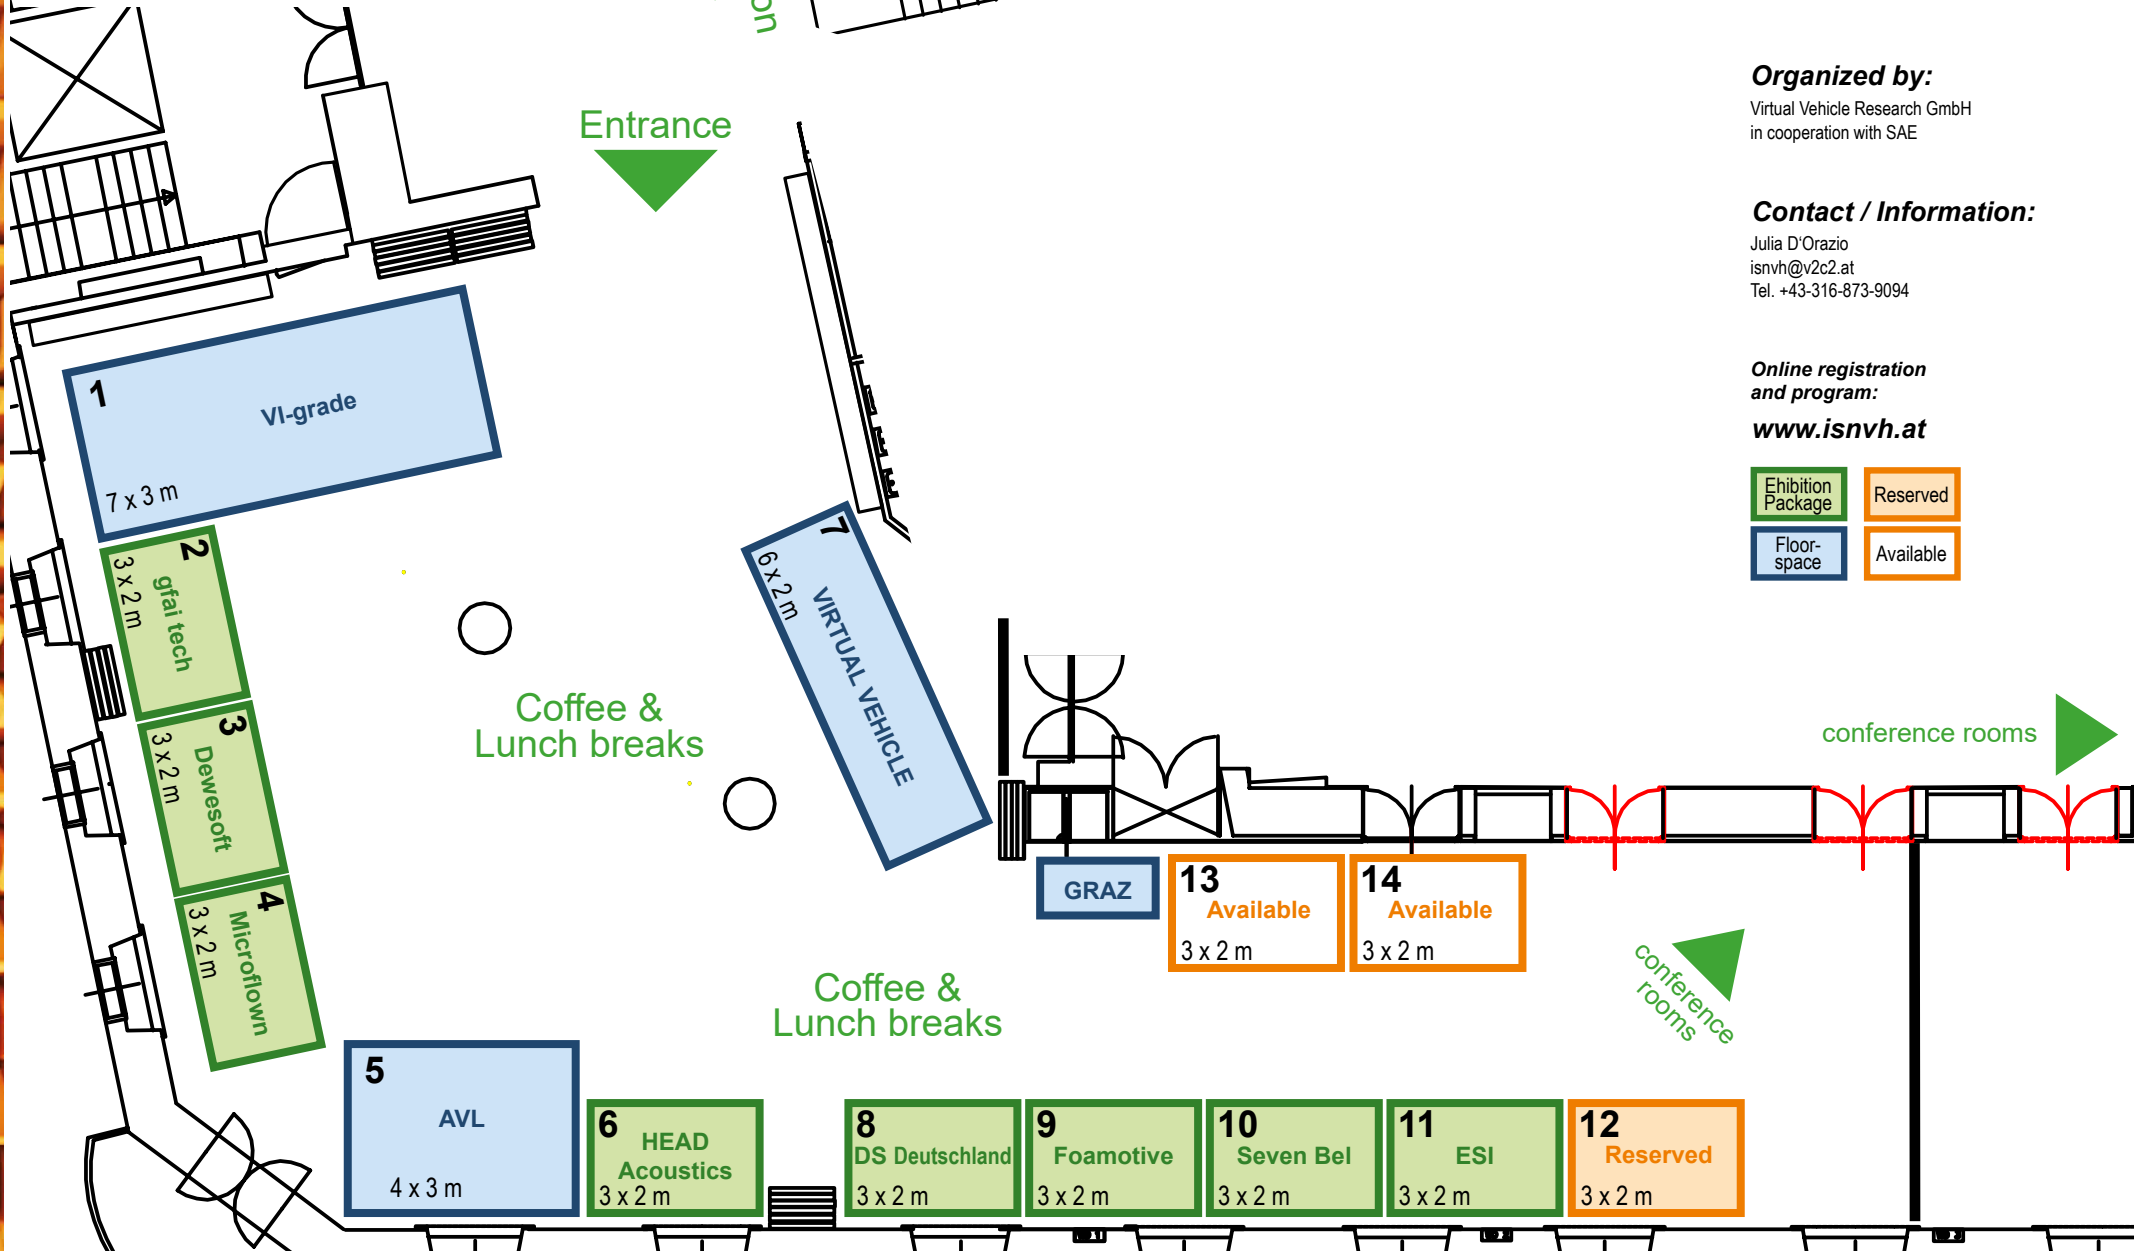 on
Entrance
Organized by:
Virtual Vehicle Research GmbH
in cooperation with SAE
Contact / Information:
Julia D'Orazio
isnvh@v2c2.at
Tel. +43-316-873-9094
Online registration
and program:
www.isnvh.at
Ehibition
Package
Reserved
Floor-
space
Available
1
VI-grade
7 x 3 m
2
gfai tech
3 x 2 m
3
Dewesoft
3 x 2 m
4
Microflown
3 x 2 m
7
VIRTUAL VEHICLE
6 x 2 m
Coffee &
Lunch breaks
conference rooms
GRAZ
13
Available
3 x 2 m
14
Available
3 x 2 m
conference
rooms
Coffee &
Lunch breaks
5
AVL
4 x 3 m
6
HEAD
Acoustics
3 x 2 m
8
DS Deutschland
3 x 2 m
9
Foamotive
3 x 2 m
10
Seven Bel
3 x 2 m
11
ESI
3 x 2 m
12
Reserved
3 x 2 m